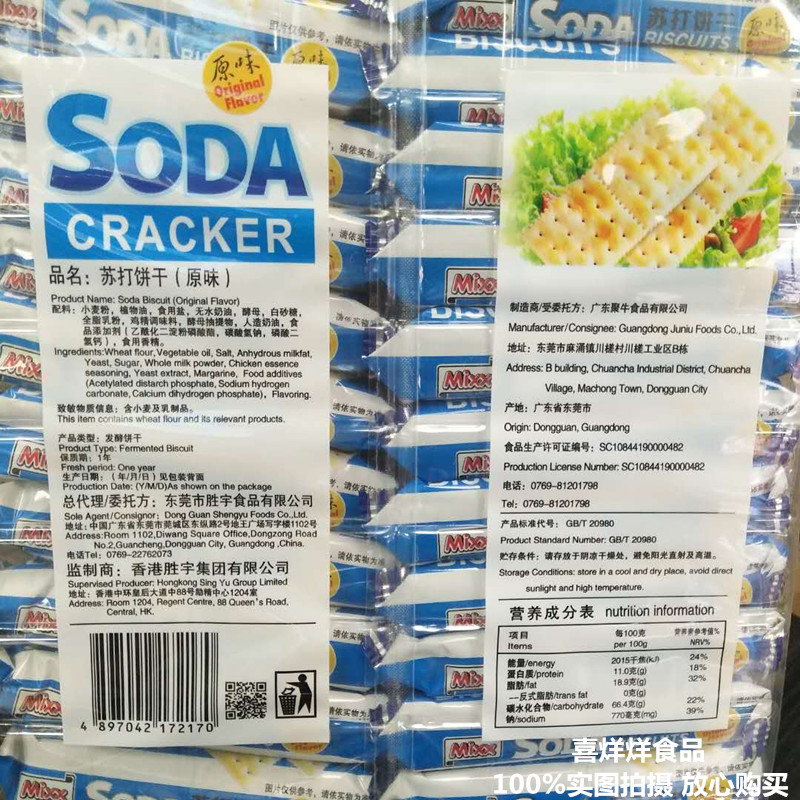 Mixx SODA 苏打饼干
BISCUITS
原味
原味
Original
Flavor
SODA
CRACKER
品名：苏打饼干（原味）
Product Name: Soda Biscuit (Original Flavor)
配料：小麦粉，植物油，食用盐，无水奶油，酵母，白砂糖，
全脂乳粉，鸡精调味料，酵母抽提物，人造奶油，食
品添加剂（乙酰化二淀粉磷酸酯，碳酸氢钠，磷酸二
氢钙），食用香精。
Ingredients:Wheat flour,Vegetable oil, Salt, Anhydrous milkfat,
Yeast, Sugar, Whole milk powder, Chicken essence
seasoning, Yeast extract, Margarine, Food additives
(Acetylated distarch phosphate, Sodium hydrogen
carbonate, Calcium dihydrogen phosphate), Flavoring.
致敏物质信息：含小麦及乳制品。
This item contains wheat flour and its relevant products.
产品类型：发酵饼干
Product Type: Fermented Biscuit
保质期：1年
Fresh period: One year
生产日期：（年/月/日）见包装背面
Production Date: (Y/M/D)As shown on the package
总代理/委托方：东莞市胜宇食品有限公司
Sole Agent/Consignor: Dong Guan Shengyu Foods Co.,Ltd.
地址:中国广东省东莞市莞城区东纵路2号地王广场写字楼1102号
Address:Room 1102,Diwang Square Office,Dongzong Road
No.2,Guancheng,Dongguan City, Guangdong ,China.
电话Tel: 0769-22762073
监制商：香港胜宇集团有限公司
Supervised Producer: Hongkong Sing Yu Group Limited
地址：香港中环皇后大道中88号励精中心1204室
Address: Room 1204, Regent Centre, 88 Queen's Road,
Central, HK.
4 897042 172170
制造商/受委托方：广东聚牛食品有限公司
Manufacturer/Consignee: Guangdong Juniu Foods Co.,Ltd.
地址：东莞市麻涌镇川槎村川槎工业区B栋
Address: B building, Chuancha Industrial District, Chuancha
Village, Machong Town, Dongguan City
产地：广东省东莞市
Origin: Dongguan, Guangdong
食品生产许可证编号：SC10844190000482
Production License Number: SC10844190000482
电话：0769-81201798
Tel: 0769-81201798
产品标准代号：GB/T 20980
Product Standard Number: GB/T 20980
贮存条件：请存放于阴凉干燥处，避免阳光直射及高温。
Storage Conditions: store in a cool and dry place, avoid direct
sunlight and high temperature.
营养成分表 nutrition information
项目 每100克 营养素参考值%
Items per 100g NRV%
能量/energy 2015千焦(kJ) 24%
蛋白质/protein 11.0克(g) 18%
脂肪/fat 18.9克(g) 32%
—反式脂肪/trans fat 0克(g)
碳水化合物/carbohydrate 66.4克(g) 22%
钠/sodium 770毫克(mg) 39%
Mixx SODA
喜烊烊食品
100%实图拍摄 放心购买